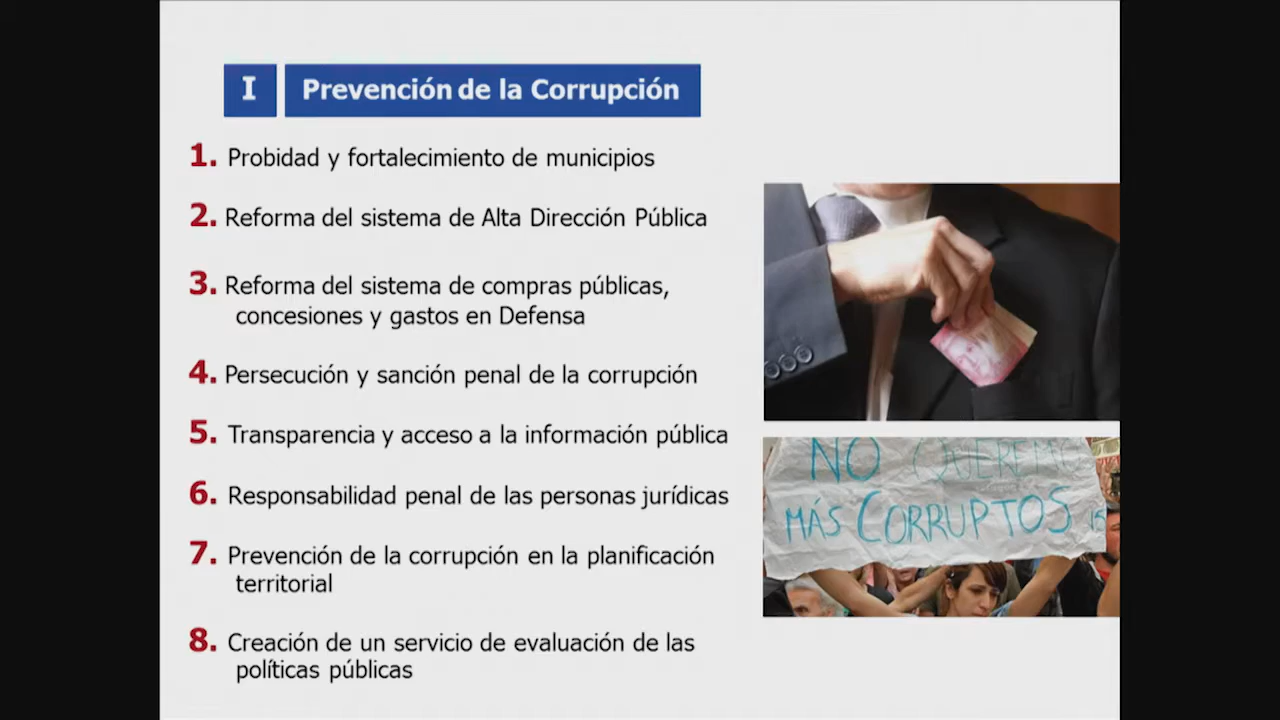 I Prevención de la Corrupción
1. Probidad y fortalecimiento de municipios
2. Reforma del sistema de Alta Dirección Pública
3. Reforma del sistema de compras públicas,
concesiones y gastos en Defensa
4. Persecución y sanción penal de la corrupción
5. Transparencia y acceso a la información pública
6. Responsabilidad penal de las personas jurídicas
7. Prevención de la corrupción en la planificación
territorial
8. Creación de un servicio de evaluación de las
políticas públicas
NO QUEREMO
MÁS CORRUPTOS